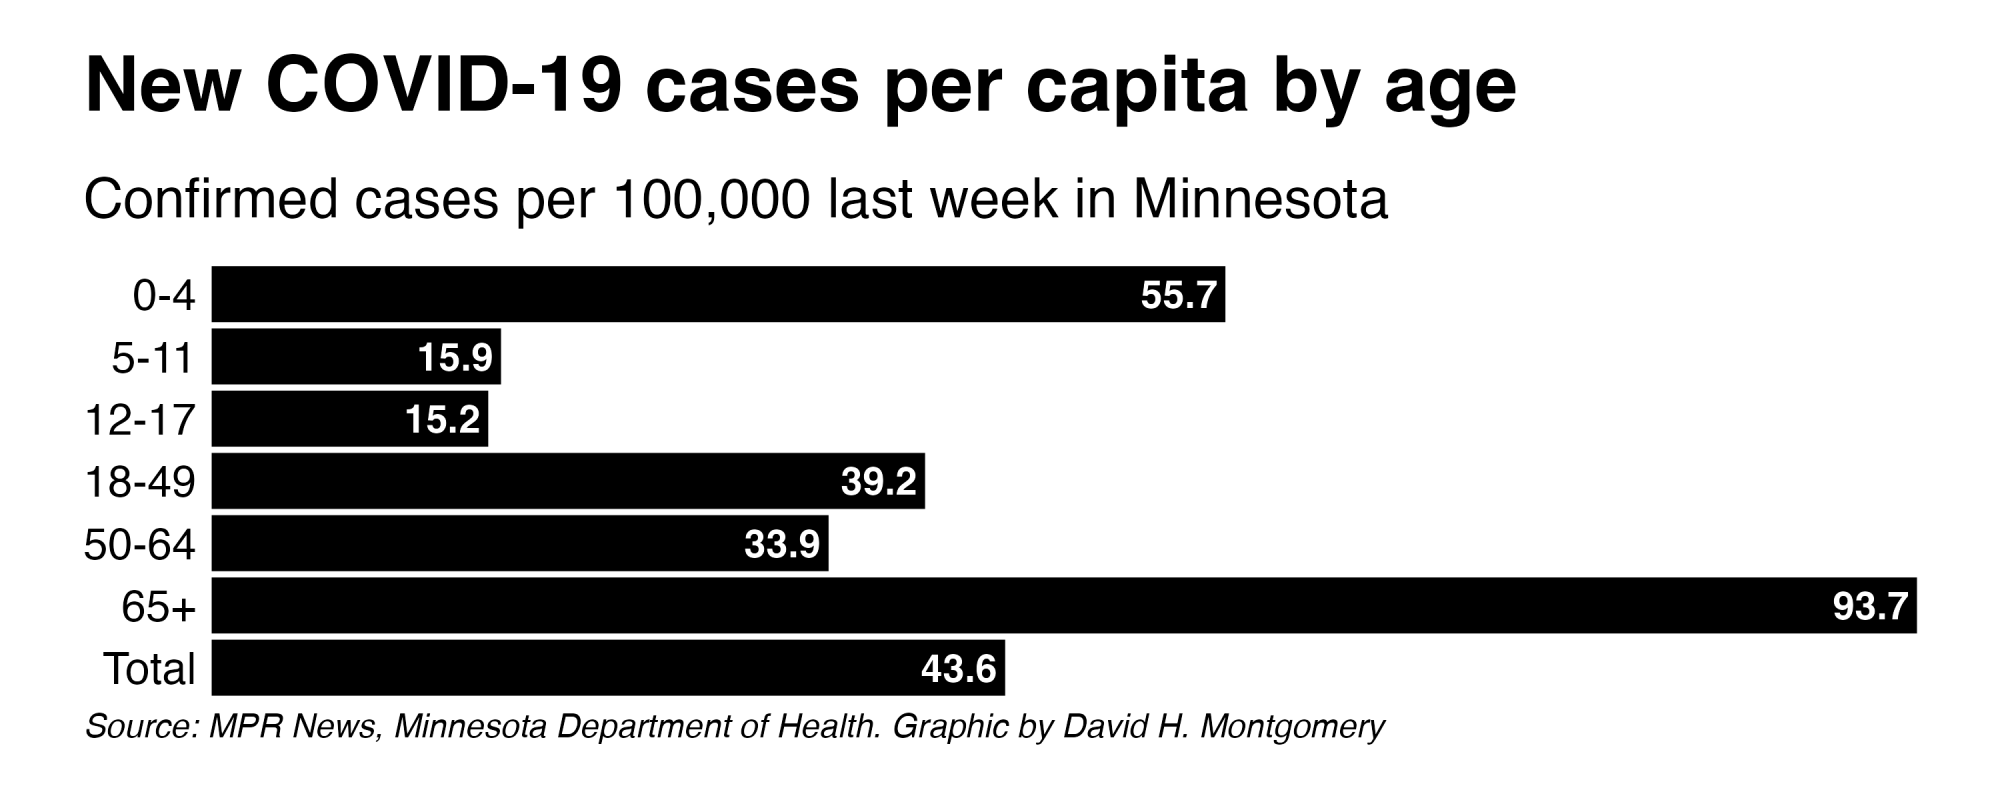 New COVID-19 cases per capita by age
Confirmed cases per 100,000 last week in Minnesota
0-4 55.7
5-11 15.9
12-17 15.2
18-49 39.2
50-64 33.9
65+ 93.7
Total 43.6
Source: MPR News, Minnesota Department of Health. Graphic by David H. Montgomery